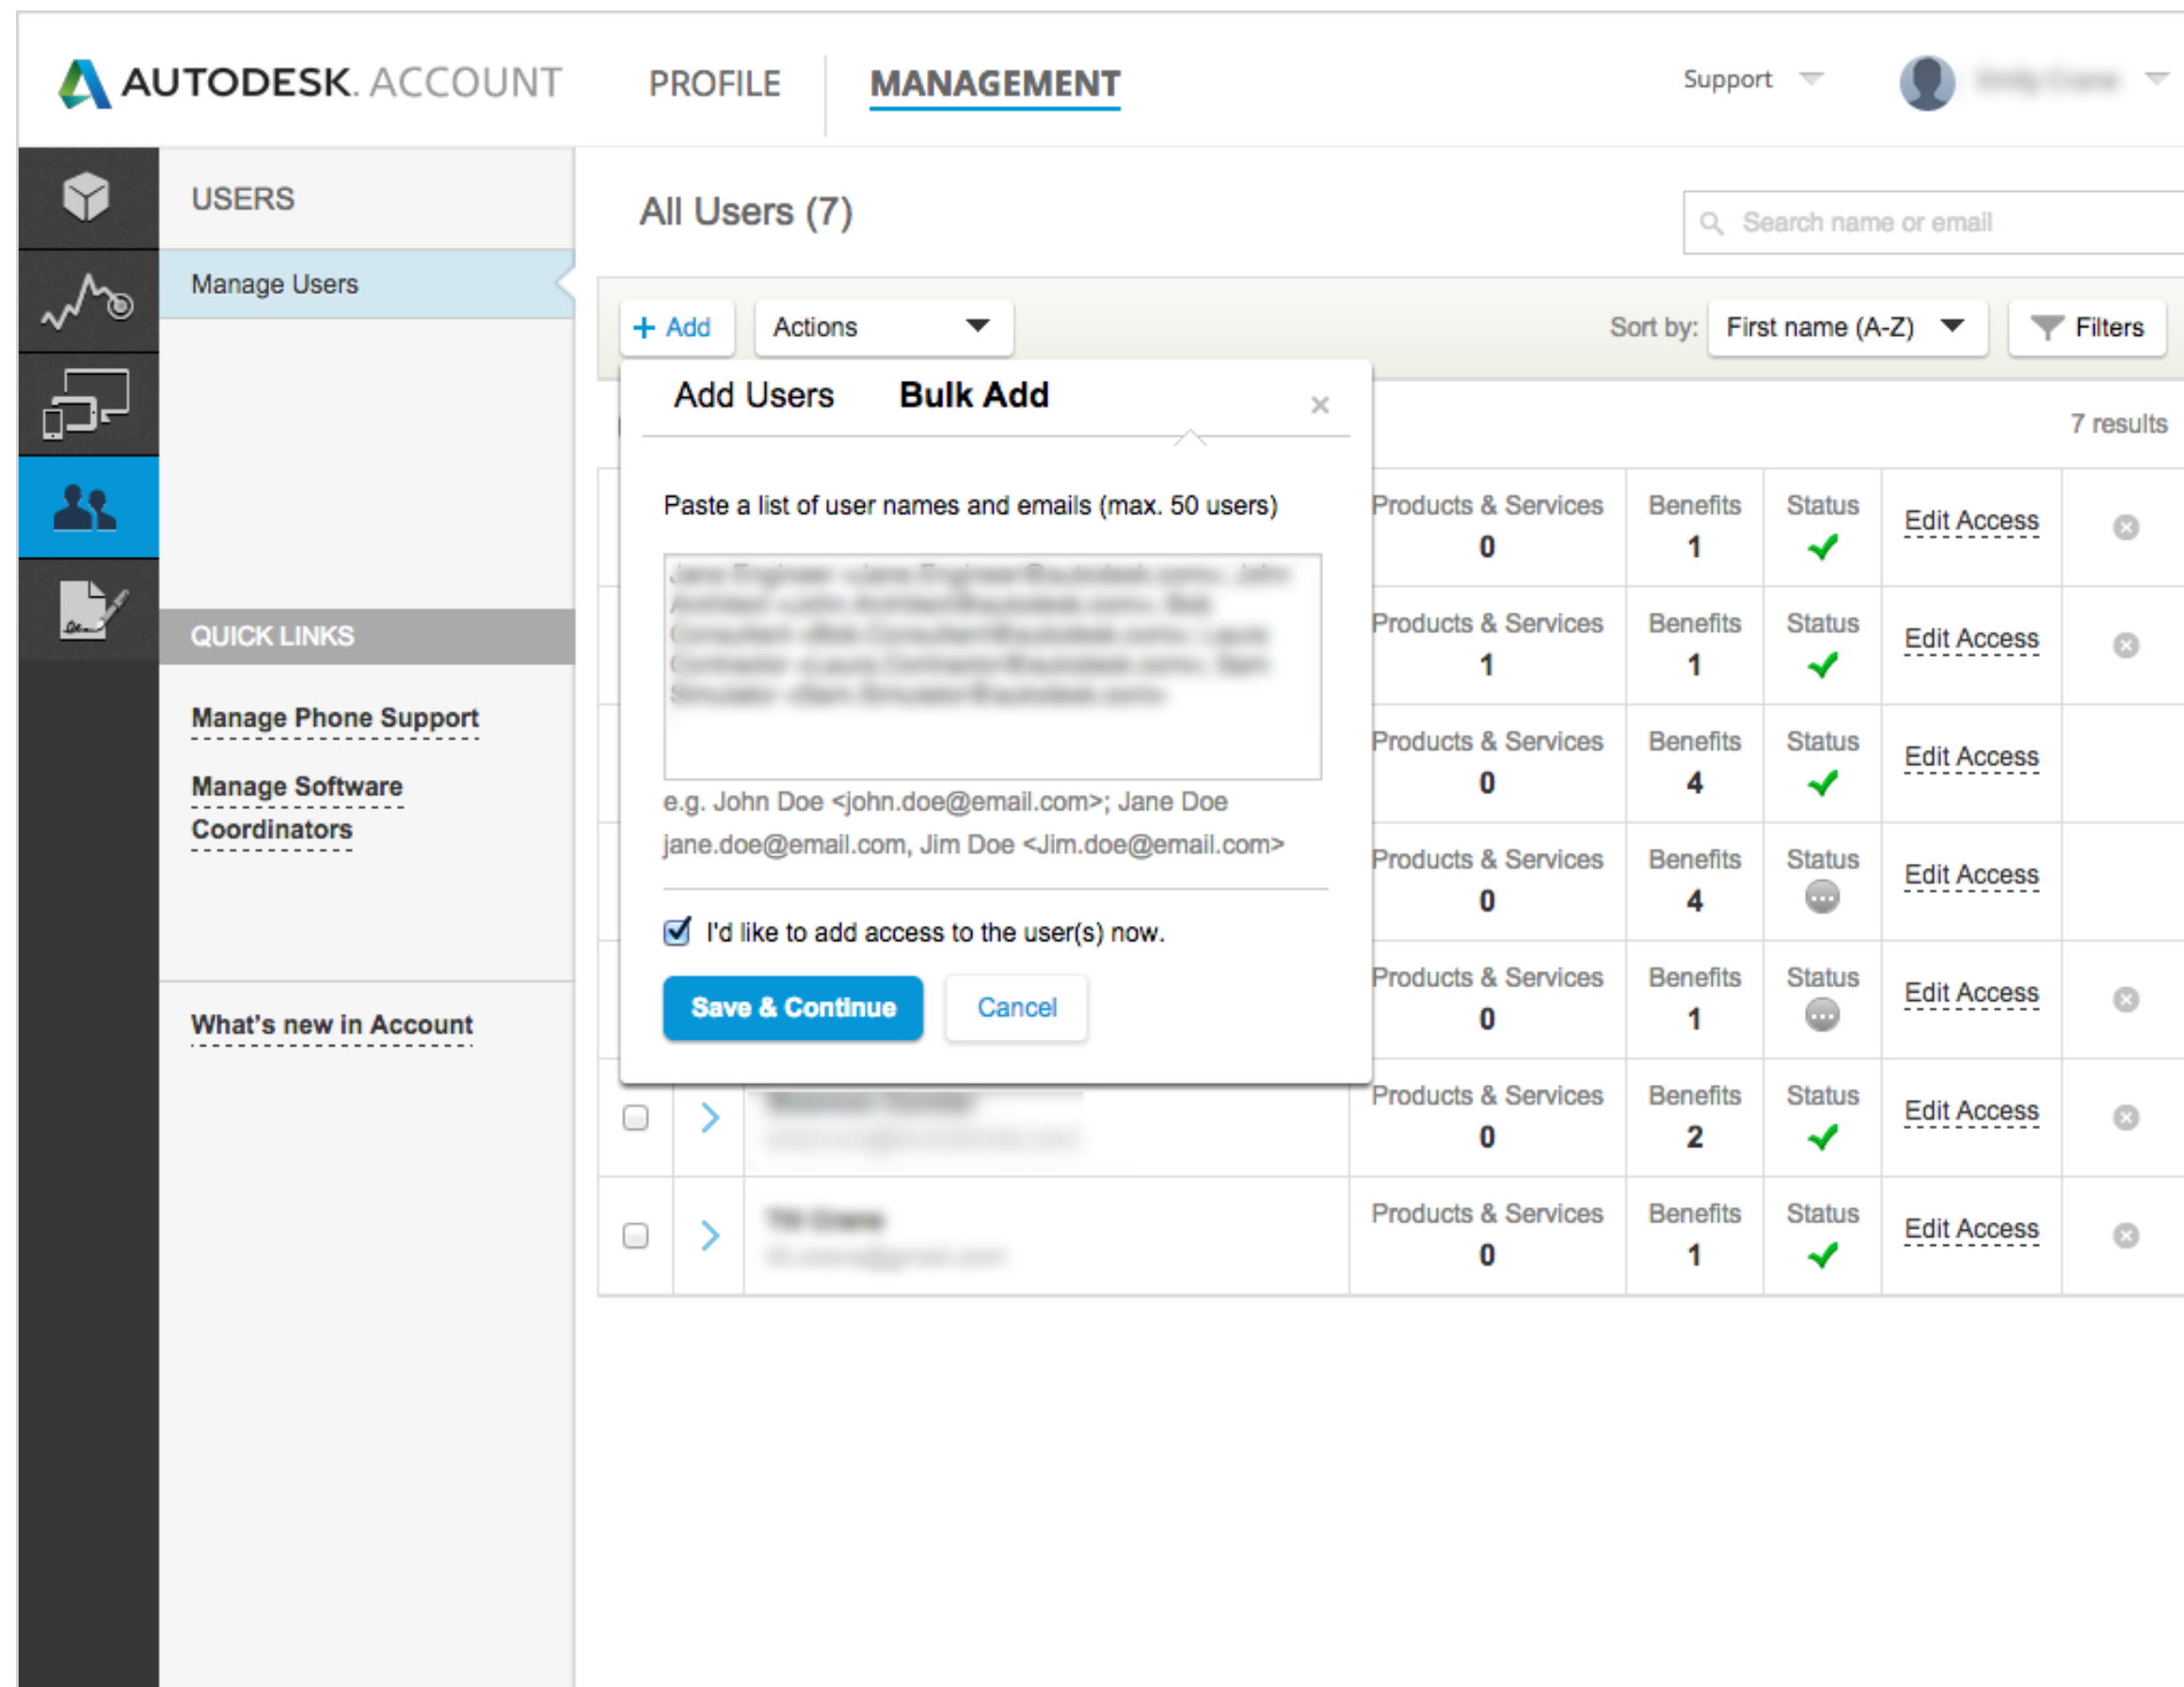 AUTODESK. ACCOUNT
PROFILE
MANAGEMENT
Support
USERS
Manage Users
QUICK LINKS
Manage Phone Support
Manage Software
Coordinators
What's new in Account
All Users (7)
Search name or email
+ Add
Actions
Sort by:
First name (A-Z)
Filters
7 results
Add Users
Bulk Add
×
Paste a list of user names and emails (max. 50 users)
e.g. John Doe <john.doe@email.com>; Jane Doe
jane.doe@email.com, Jim Doe <Jim.doe@email.com>
I'd like to add access to the user(s) now.
Save & Continue
Cancel
Products & Services Benefits Status Edit Access
0 1
Products & Services Benefits Status Edit Access
1 1
Products & Services Benefits Status Edit Access
0 4
Products & Services Benefits Status Edit Access
0 4
Products & Services Benefits Status Edit Access
0 1
Products & Services Benefits Status Edit Access
0 2
Products & Services Benefits Status Edit Access
0 1